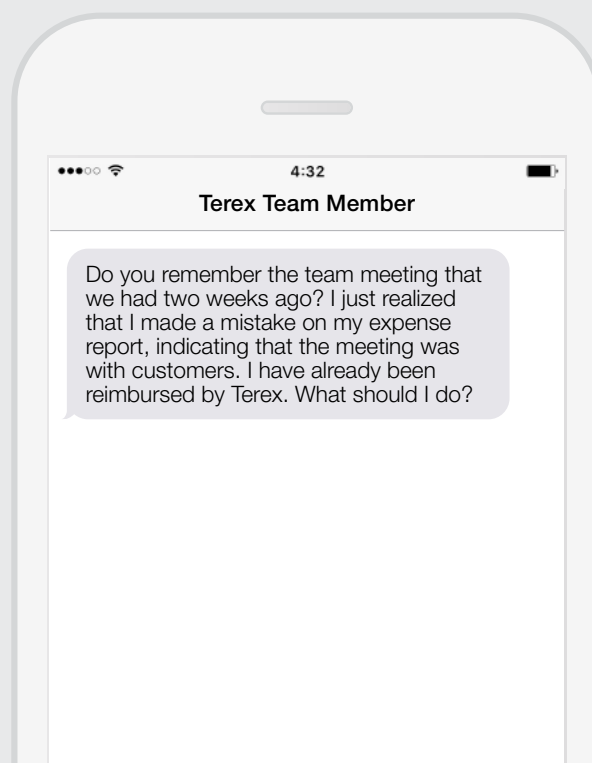 4:32
Terex Team Member
Do you remember the team meeting that
we had two weeks ago? I just realized
that I made a mistake on my expense
report, indicating that the meeting was
with customers. I have already been
reimbursed by Terex. What should I do?